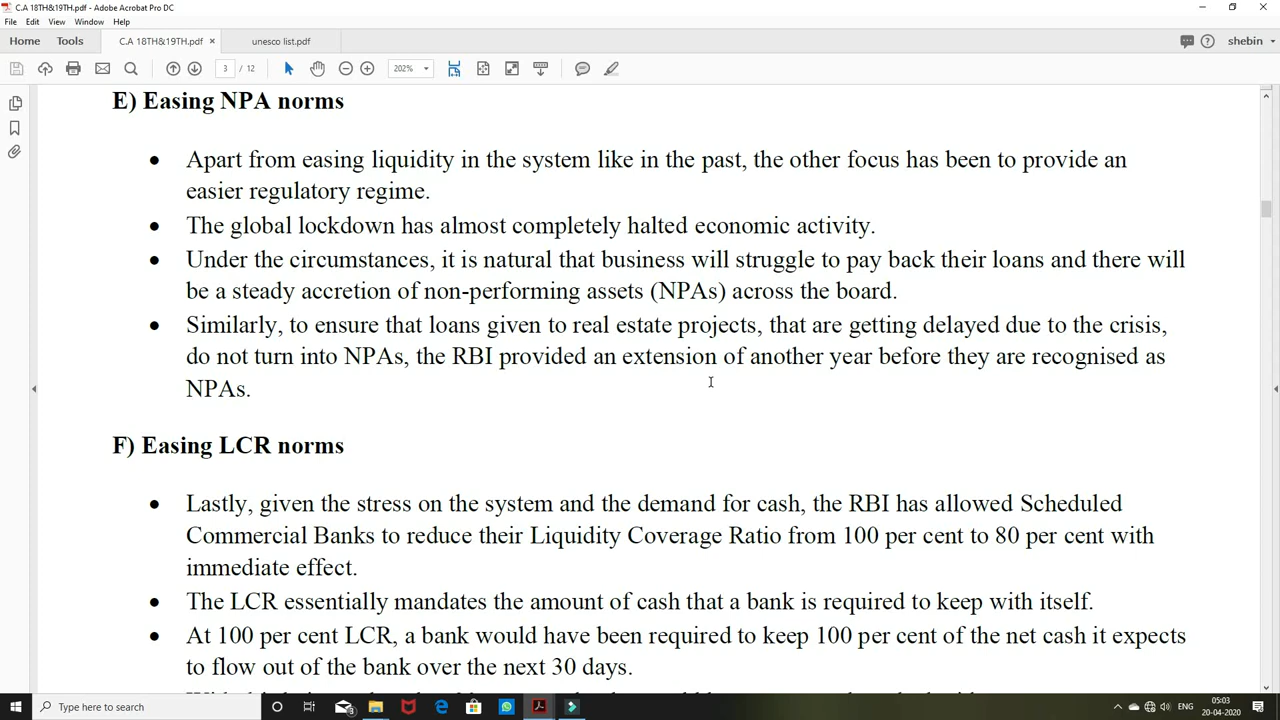 C.A 18TH&19TH.pdf - Adobe Acrobat Pro DC
File Edit View Window Help
Home Tools C.A 18TH&19TH.pdf × unesco list.pdf shebin
3 / 12 202%
E) Easing NPA norms
• Apart from easing liquidity in the system like in the past, the other focus has been to provide an
easier regulatory regime.
• The global lockdown has almost completely halted economic activity.
• Under the circumstances, it is natural that business will struggle to pay back their loans and there will
be a steady accretion of non-performing assets (NPAs) across the board.
• Similarly, to ensure that loans given to real estate projects, that are getting delayed due to the crisis,
do not turn into NPAs, the RBI provided an extension of another year before they are recognised as
NPAs.
F) Easing LCR norms
• Lastly, given the stress on the system and the demand for cash, the RBI has allowed Scheduled
Commercial Banks to reduce their Liquidity Coverage Ratio from 100 per cent to 80 per cent with
immediate effect.
• The LCR essentially mandates the amount of cash that a bank is required to keep with itself.
• At 100 per cent LCR, a bank would have been required to keep 100 per cent of the net cash it expects
to flow out of the bank over the next 30 days.
Type here to search
ENG 05:03
20-04-2020